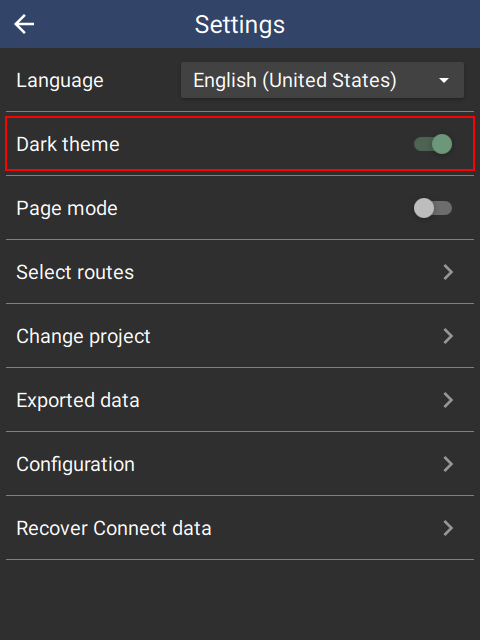 Settings
Language English (United States)
Dark theme
Page mode
Select routes
Change project
Exported data
Configuration
Recover Connect data